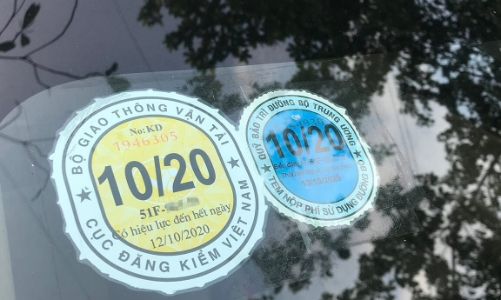 BỘ GIAO THÔNG VẬN TẢI
No:KD
1946305
10/20
51F-
Có hiệu lực đến hết ngày
12/10/2020
CỤC ĐĂNG KIỂM VIỆT NAM
QUỸ BẢO TRÌ ĐƯỜNG BỘ TRUNG ƯƠNG
10/20
TEM NỘP PHÍ SỬ DỤNG ĐƯỜNG BỘ